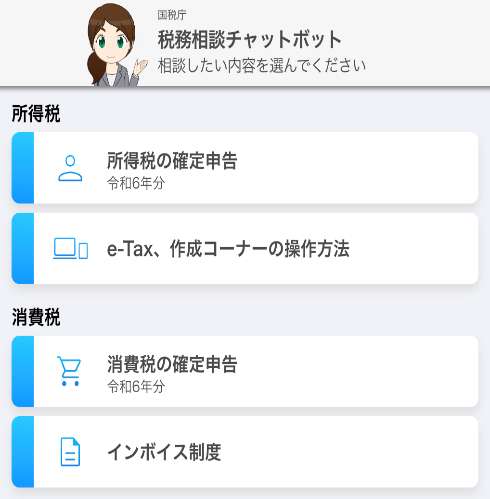 国税庁
税務相談チャットボット
相談したい内容を選んでください
所得税
所得税の確定申告
令和6年分
e-Tax、作成コーナーの操作方法
消費税
消費税の確定申告
令和6年分
インボイス制度